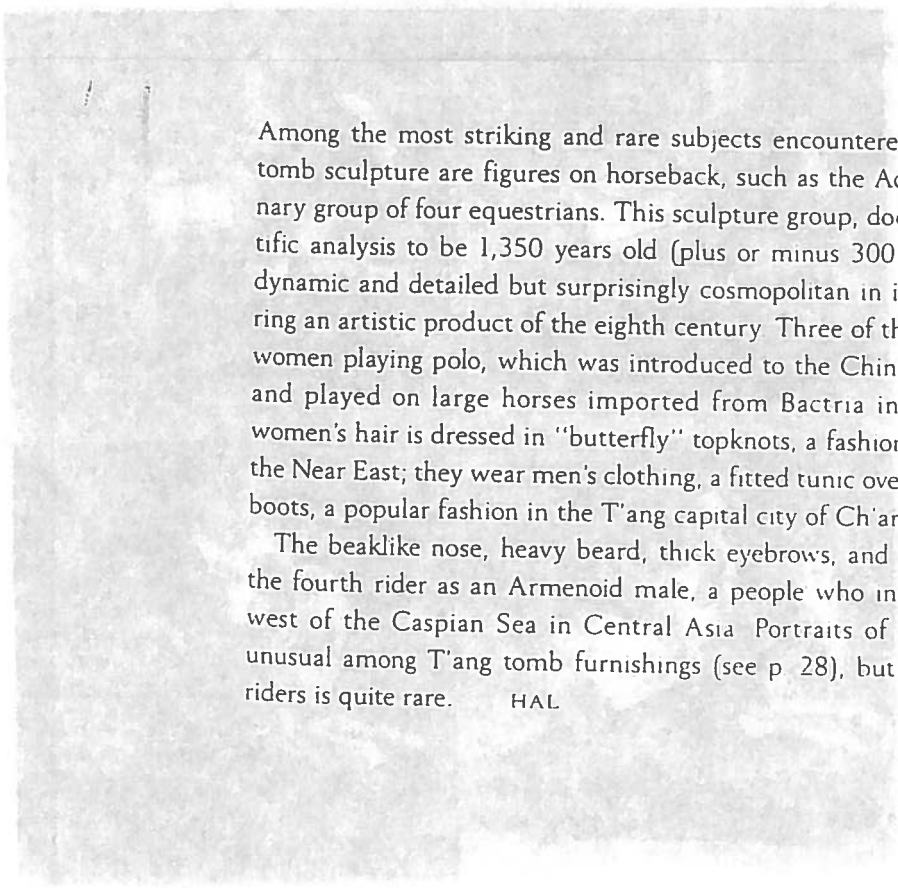 Among the most striking and rare subjects encountere
tomb sculpture are figures on horseback, such as the Ac
nary group of four equestrians. This sculpture group, doc
tific analysis to be 1,350 years old (plus or minus 300
dynamic and detailed but surprisingly cosmopolitan in i
ring an artistic product of the eighth century Three of th
women playing polo, which was introduced to the Chin
and played on large horses imported from Bactria in
women's hair is dressed in "butterfly" topknots, a fashion
the Near East; they wear men's clothing, a fitted tunic ove
boots, a popular fashion in the T'ang capital city of Ch'an
The beaklike nose, heavy beard, thick eyebrows, and
the fourth rider as an Armenoid male, a people who in
west of the Caspian Sea in Central Asia Portraits of
unusual among T'ang tomb furnishings (see p 28), but
riders is quite rare. HAL